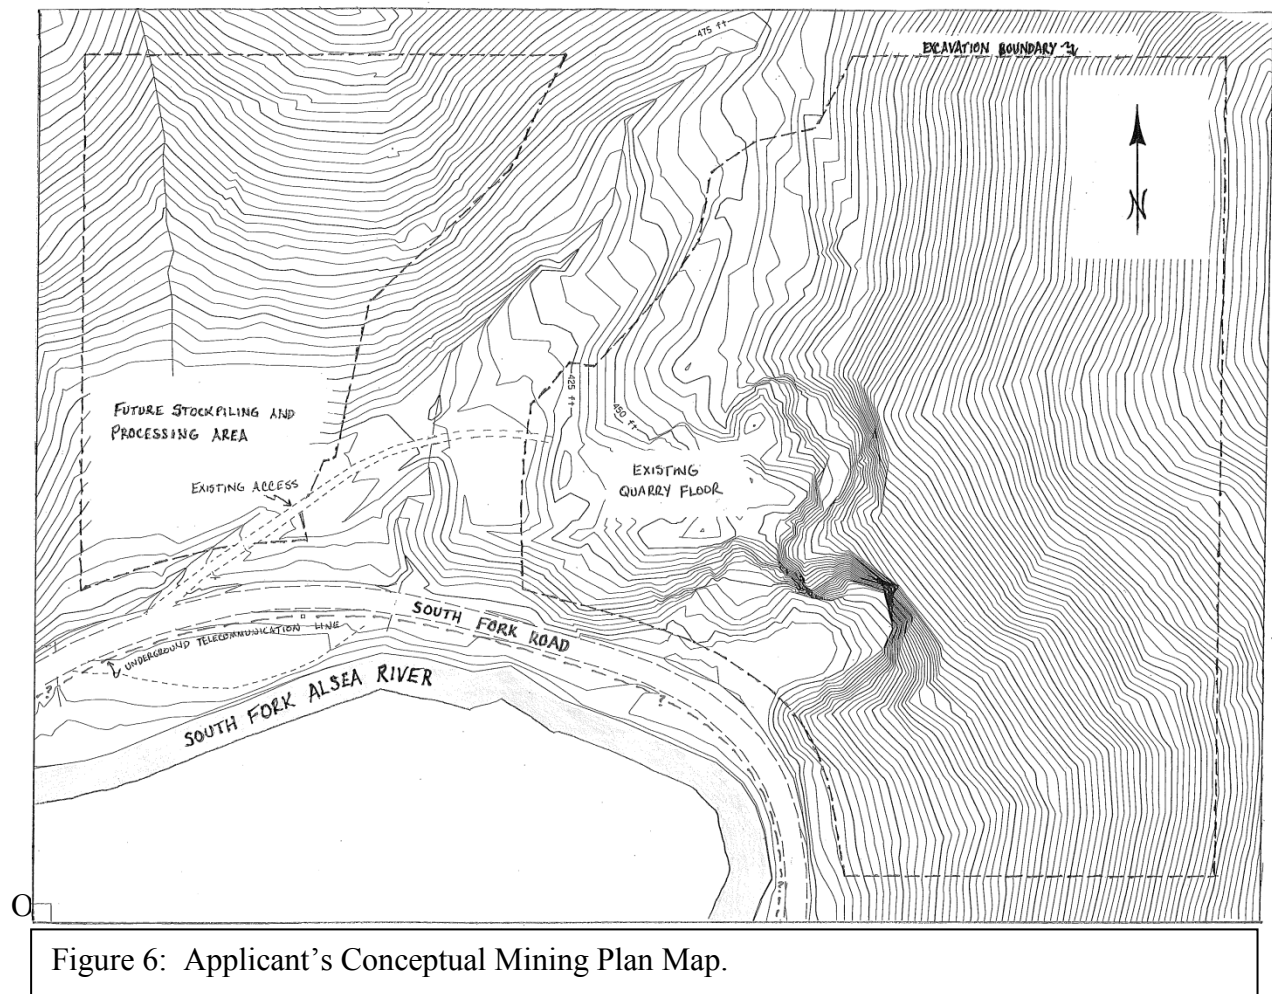 475 ft
EXCAVATION BOUNDARY
N
425 ft
450 ft
FUTURE STOCKPILING AND
PROCESSING AREA
EXISTING
QUARRY FLOOR
EXISTING ACCESS
SOUTH FORK ROAD
UNDERGROUND TELECOMMUNICATION LINE
?
?
SOUTH FORK ALSEA RIVER
O
Figure 6: Applicant's Conceptual Mining Plan Map.